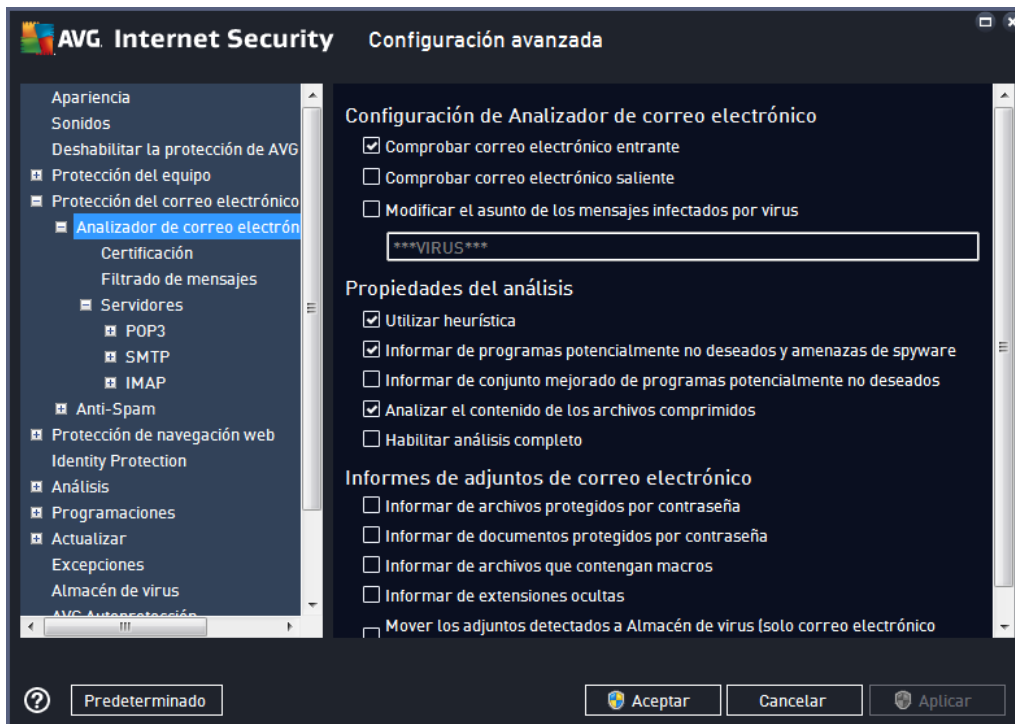 AVG. Internet Security
Configuración avanzada
Apariencia
Sonidos
Deshabilitar la protección de AVG
Protección del equipo
Protección del correo electrónico
Analizador de correo electrón
Certificación
Filtrado de mensajes
Servidores
POP3
SMTP
IMAP
Anti-Spam
Protección de navegación web
Identity Protection
Análisis
Programaciones
Actualizar
Excepciones
Almacén de virus
AVG Autoprotección
Configuración de Analizador de correo electrónico
Comprobar correo electrónico entrante
Comprobar correo electrónico saliente
Modificar el asunto de los mensajes infectados por virus
***VIRUS***
Propiedades del análisis
Utilizar heurística
Informar de programas potencialmente no deseados y amenazas de spyware
Informar de conjunto mejorado de programas potencialmente no deseados
Analizar el contenido de los archivos comprimidos
Habilitar análisis completo
Informes de adjuntos de correo electrónico
Informar de archivos protegidos por contraseña
Informar de documentos protegidos por contraseña
Informar de archivos que contengan macros
Informar de extensiones ocultas
Mover los adjuntos detectados a Almacén de virus (solo correo electrónico
Predeterminado
Aceptar
Cancelar
Aplicar